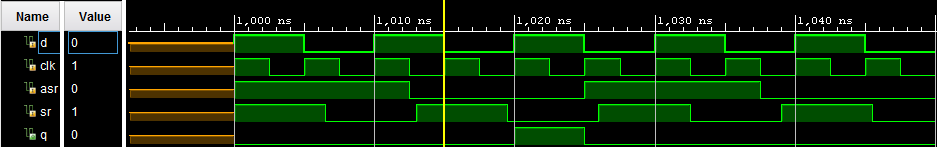 Name Value 1,000 ns 1,010 ns 1,020 ns 1,030 ns 1,040 ns
d 0
clk 1
asr 0
sr 1
q 0